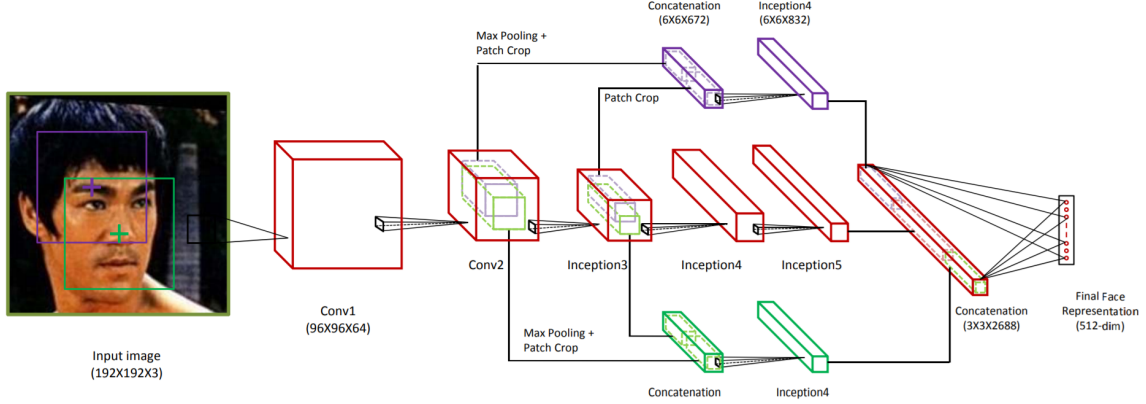 Concatenation
(6X6X672)
Inception4
(6X6X832)
Max Pooling +
Patch Crop
Patch Crop
Conv2
Inception3
Inception4
Inception5
Conv1
(96X96X64)
Input image
(192X192X3)
Max Pooling +
Patch Crop
Concatenation
Inception4
Concatenation
(3X3X2688)
Final Face
Representation
(512-dim)